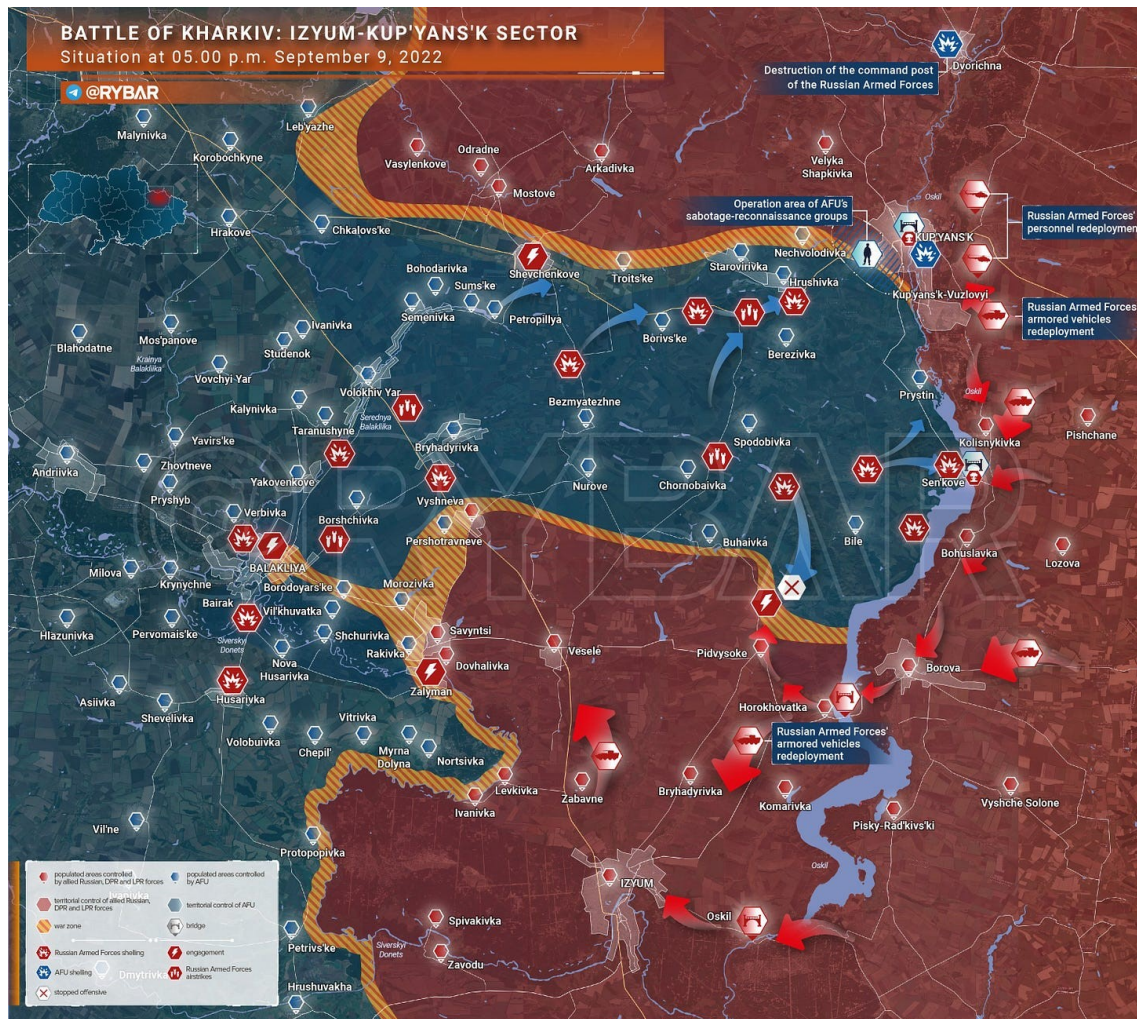 BATTLE OF KHARKIV: IZYUM-KUP'YANS'K SECTOR
Situation at 05.00 p.m. September 9, 2022
@RYBAR
Destruction of the command post
of the Russian Armed Forces
Dvorichna
Malynivka
Korobochkyne
Leb'yazhe
Vasylenkove
Odradne
Mostove
Arkadivka
Velyka
Shapkivka
Oskil
Operation area of AFU's
sabotage-reconnaissance groups
Russian Armed Forces'
personnel redeployment
Hrakove
Chkalovs'ke
Shevchenkove
Troits'ke
Starovirivka
Nechvolodivka
KUP'YANS'K
Hrushivka
Kup'yans'k-Vuzlovyi
Bohodarivka
Sums'ke
Semenivka
Petropillya
Russian Armed Forces'
armored vehicles
redeployment
Blahodatne
Mos'panove
Ivanivka
Studenok
Borivs'ke
Berezivka
Krainya
Balakliika
Vovchyi Yar
Volokhiv Yar
Bezmyatezhne
Prystin
Oskil
Kalynivka
Serednya
Balakliika
Taranushyne
Bryhadyrivka
Spodobivka
Kolisnykivka
Pishchane
Yavirs'ke
Andriivka
Zhovtneve
Pryshyb
Yakovenkove
Vyshneva
Nurove
Chornobaivka
Sen'kove
Verbivka
Borshchivka
Pershotravneve
Buhaivka
Bile
Bohuslavka
Lozova
@RYBAR
BALAKLIYA
Milova
Krynychne
Borodoyars'ke
Morozivka
Bairak
Vil'khuvatka
Hlazunivka
Pervomais'ke
Siverskyi
Donets
Shchurivka
Rakivka
Savyntsi
Nova
Husarivka
Dovhalivka
Vesele
Pidvysoke
Borova
Zalyman
Asiivka
Shevelivka
Husarivka
Horokhovatka
Volobuivka
Chepil'
Vitrivka
Myrna
Dolyna
Nortsivka
Russian Armed Forces'
armored vehicles
redeployment
Levkivka
Ivanivka
Zabavne
Bryhadyrivka
Komarivka
Vyshche Solone
Pisky-Rad'kivs'ki
Vil'ne
Protopopivka
Oskil
IZYUM
Spivakivka
Oskil
Petrivs'ke
Siverskyi
Donets
Zavodu
Hrushuvakha
Ivanivka
Dmytrivka
populated areas controlled
by allied Russian, DPR and LPR forces
populated areas controlled
by AFU
territorial control of allied Russian,
DPR and LPR forces
territorial control of AFU
war zone
bridge
Russian Armed Forces shelling
engagement
AFU shelling
Russian Armed Forces
airstrikes
stopped offensive